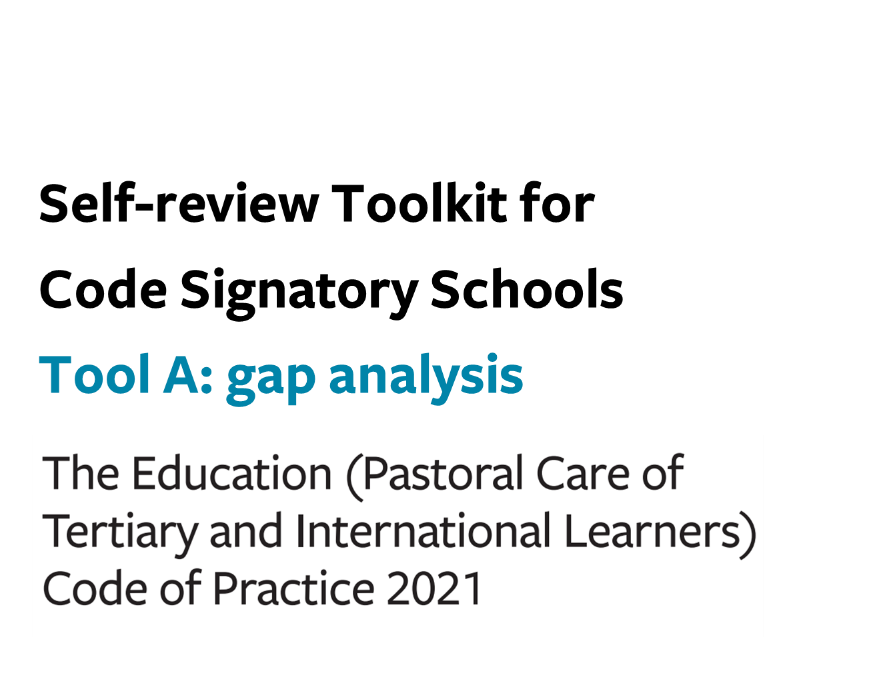 Self-review Toolkit for
Code Signatory Schools
Tool A: gap analysis
The Education (Pastoral Care of
Tertiary and International Learners)
Code of Practice 2021